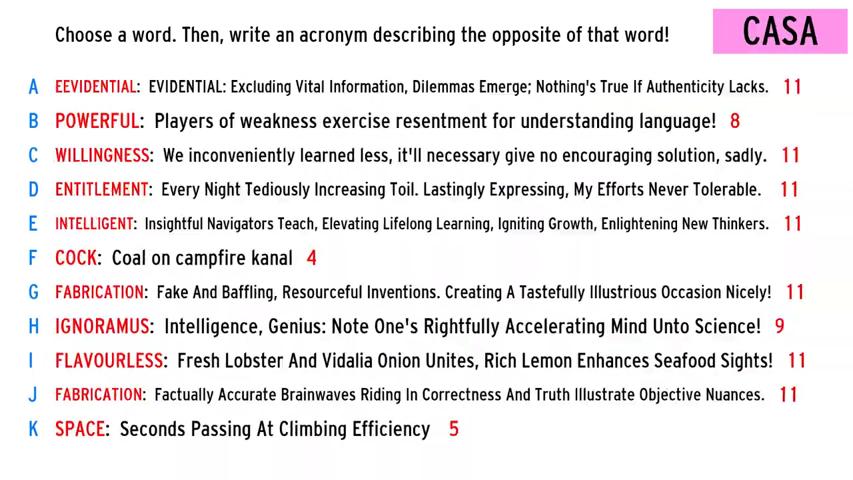 Choose a word. Then, write an acronym describing the opposite of that word!
CASA
A EEVIDENTIAL: EVIDENTIAL: Excluding Vital Information, Dilemmas Emerge; Nothing's True If Authenticity Lacks. 11
B POWERFUL: Players of weakness exercise resentment for understanding language! 8
C WILLINGNESS: We inconveniently learned less, it'll necessary give no encouraging solution, sadly. 11
D ENTITLEMENT: Every Night Tediously Increasing Toil. Lastingly Expressing, My Efforts Never Tolerable. 11
E INTELLIGENT: Insightful Navigators Teach, Elevating Lifelong Learning, Igniting Growth, Enlightening New Thinkers. 11
F COCK: Coal on campfire kanal 4
G FABRICATION: Fake And Baffling, Resourceful Inventions. Creating A Tastefully Illustrious Occasion Nicely! 11
H IGNORAMUS: Intelligence, Genius: Note One's Rightfully Accelerating Mind Unto Science! 9
I FLAVOURLESS: Fresh Lobster And Vidalia Onion Unites, Rich Lemon Enhances Seafood Sights! 11
J FABRICATION: Factually Accurate Brainwaves Riding In Correctness And Truth Illustrate Objective Nuances. 11
K SPACE: Seconds Passing At Climbing Efficiency 5